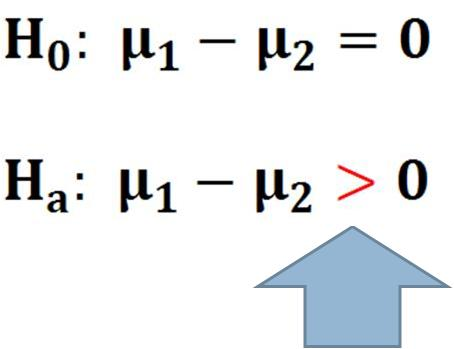 H₀: μ₁ − μ₂ = 0
Hₐ: μ₁ − μ₂ > 0